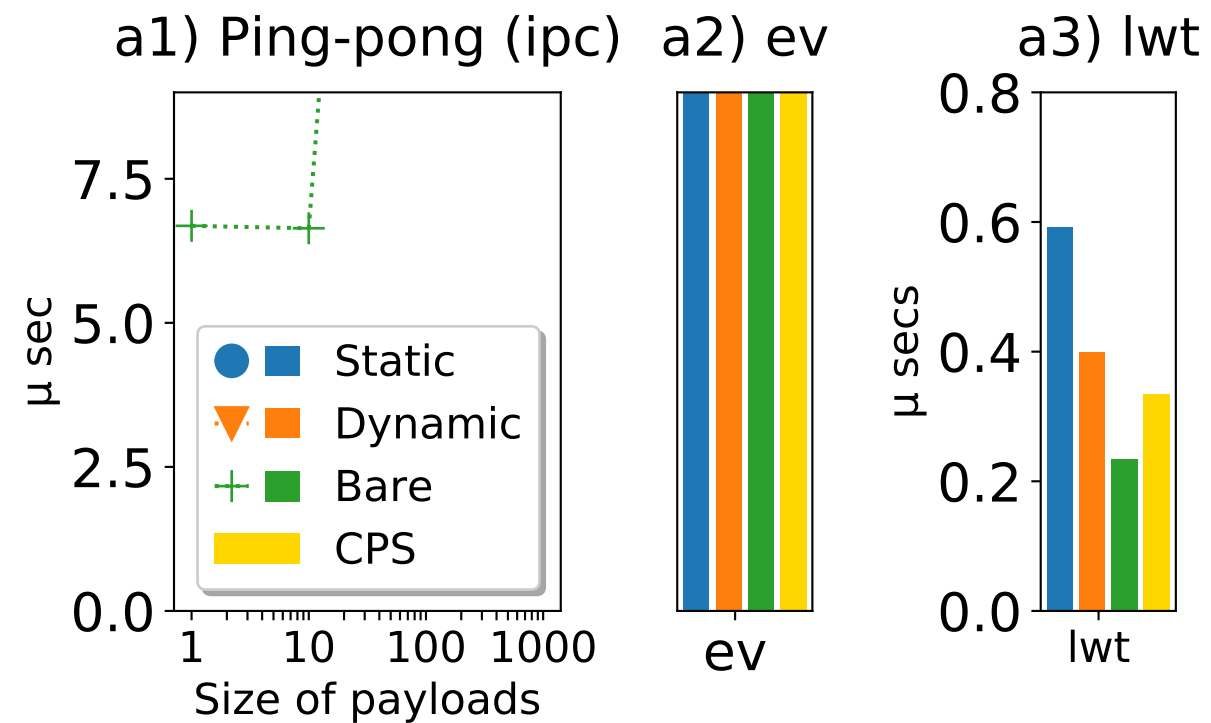 a1) Ping-pong (ipc)
a2) ev
a3) lwt
µ sec
7.5
5.0
2.5
0.0
Static
Dynamic
Bare
CPS
1
10
100
1000
Size of payloads
ev
µ secs
0.8
0.6
0.4
0.2
0.0
lwt